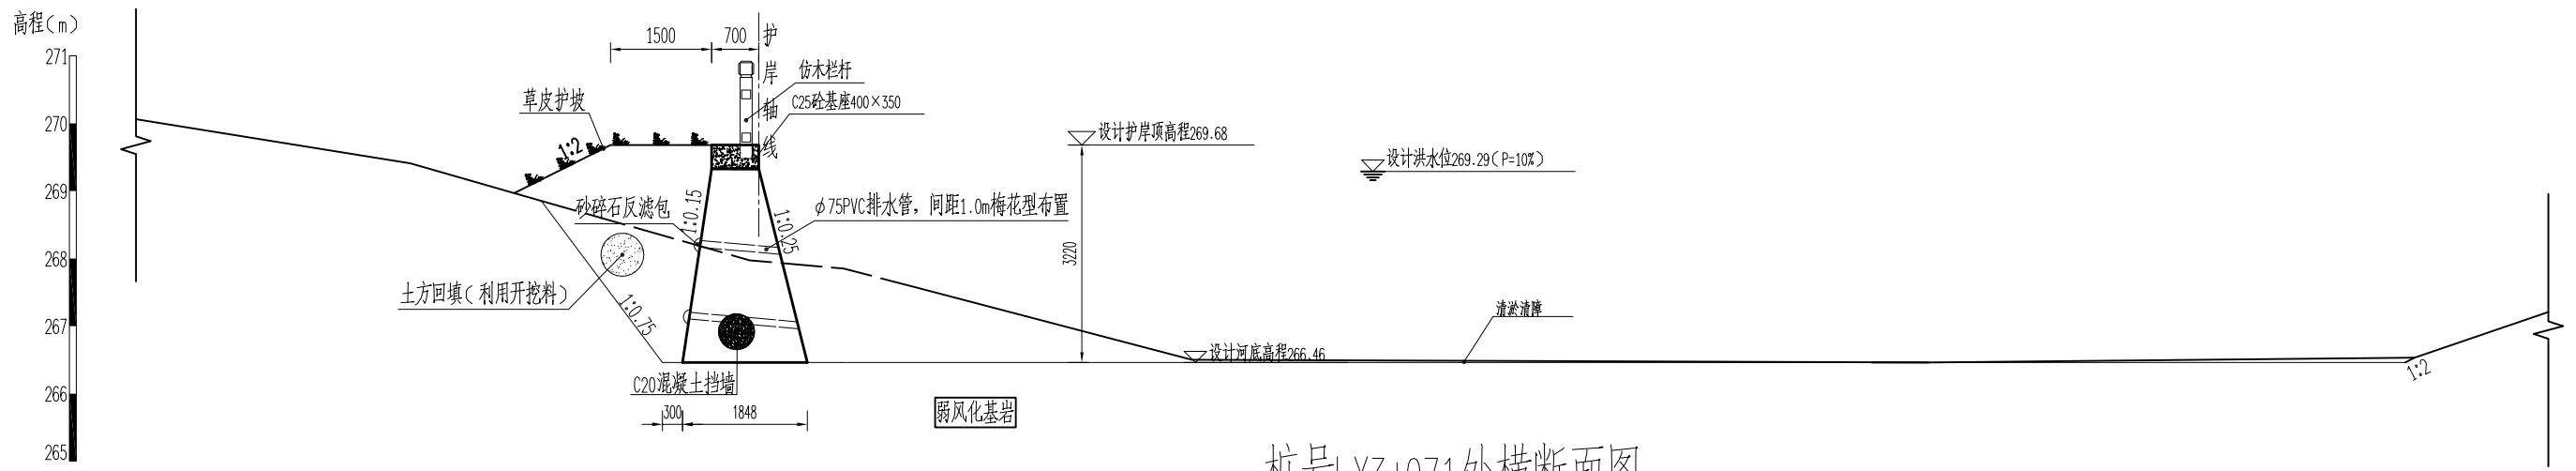 高程(m)
271
270
269
268
267
266
265
1500
700
护岸轴线
仿木栏杆
C25砼基座400×350
草皮护坡
1:2
设计护岸顶高程269.68
设计洪水位269.29(P=10%)
砂碎石反滤包
1:0.15
1:0.25
φ75PVC排水管，间距1.0m梅花型布置
3220
土方回填(利用开挖料)
1:0.75
清淤清障
设计河底高程266.46
1:2
C20混凝土挡墙
300
1848
弱风化基岩